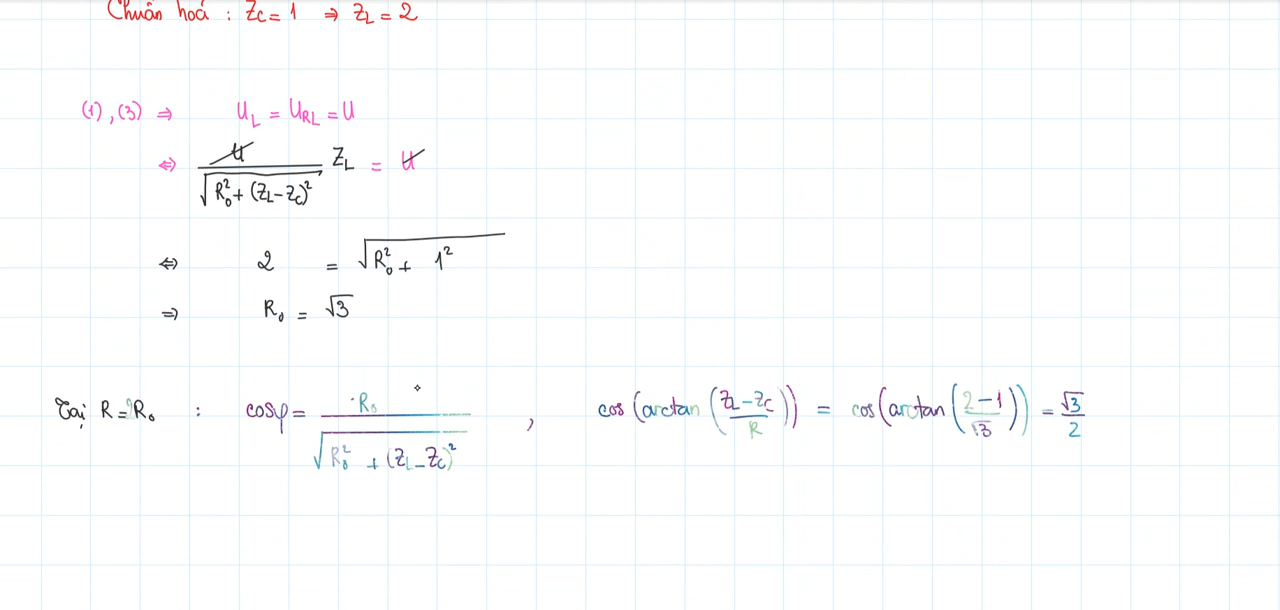 Chuẩn hoá : Z_C = 1 ⇒ Z_L = 2
(1), (3) ⇒ U_L = U_RL = U
⇔ U / √(R_0² + (Z_L − Z_C)²) Z_L = U
⇔ 2 = √(R_0² + 1²)
⇒ R_0 = √3
Tại R = R_0 : cosφ = R_0 / √(R_0² + (Z_L − Z_C)²) , cos(arctan((Z_L − Z_C)/R)) = cos(arctan((2 − 1)/√3)) = √3/2